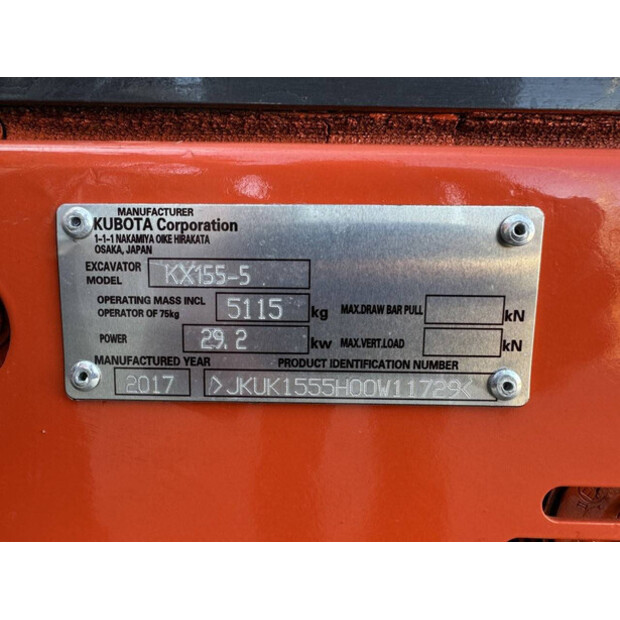 MANUFACTURER
KUBOTA Corporation
1-1-1 NAKAMIYA OIKE HIRAKATA
OSAKA, JAPAN
EXCAVATOR MODEL KX155-5
OPERATING MASS INCL OPERATOR OF 75kg 5115 kg MAX.DRAW BAR PULL kN
POWER 29.2 kw MAX.VERT.LOAD kN
MANUFACTURED YEAR PRODUCT IDENTIFICATION NUMBER
2017 >JKUK1555H00W11729<